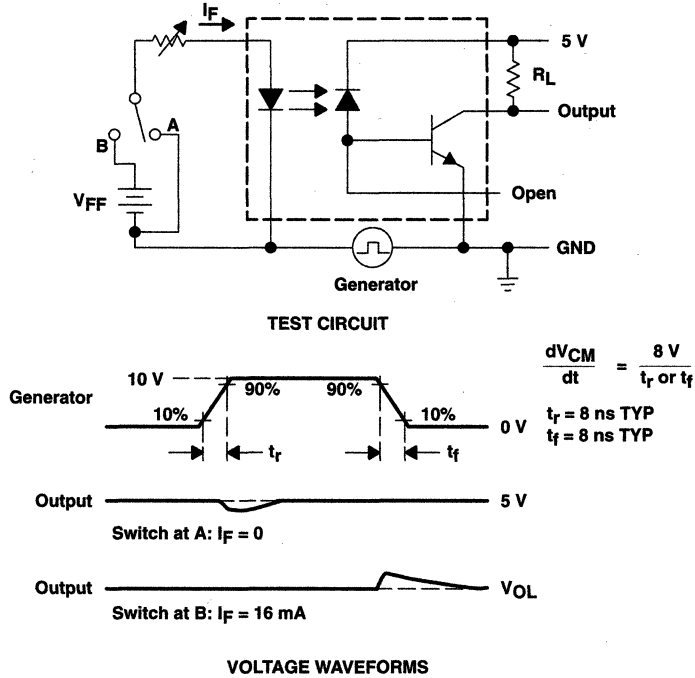 I_F
5 V
R_L
Output
A
B
V_FF
Open
GND
Generator
TEST CIRCUIT
Generator
10 V
90%
90%
10%
10%
0 V
t_r
t_f
dV_CM
dt
=
8 V
t_r or t_f
t_r = 8 ns TYP
t_f = 8 ns TYP
Output
5 V
Switch at A: I_F = 0
Output
V_OL
Switch at B: I_F = 16 mA
VOLTAGE WAVEFORMS